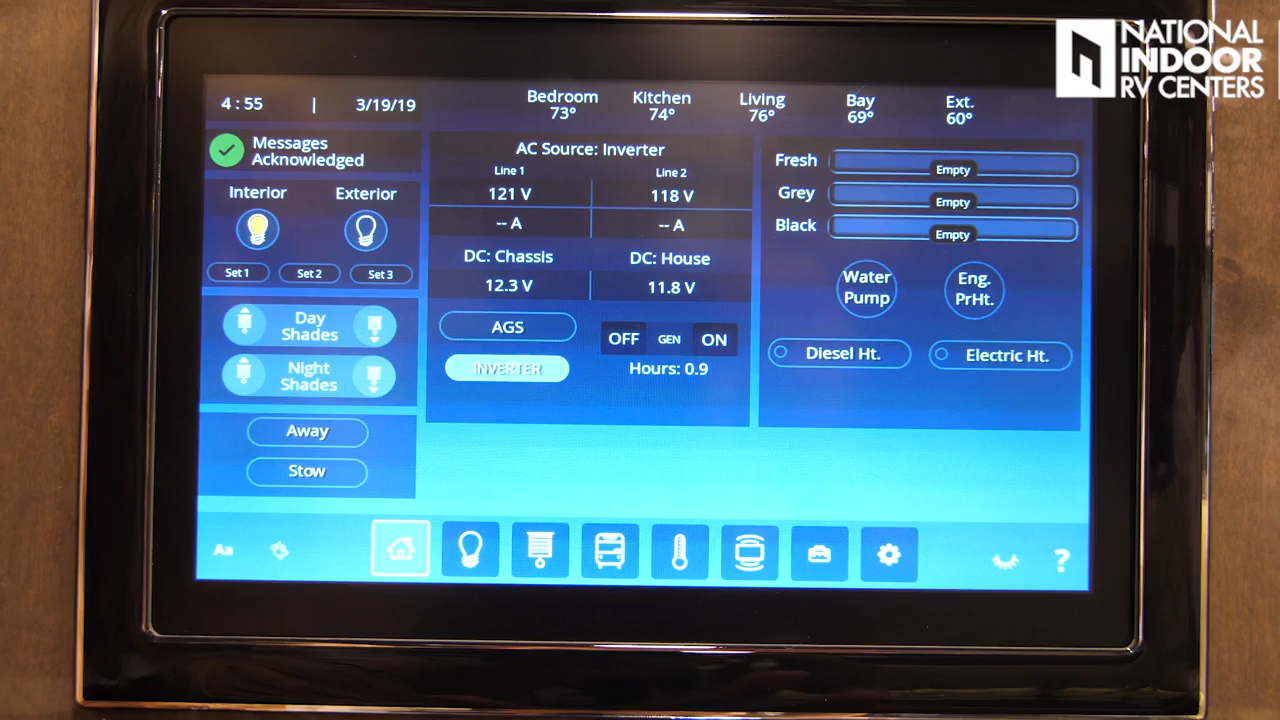 NATIONAL
INDOOR
RV CENTERS
4 : 55 | 3/19/19
Bedroom Kitchen Living Bay Ext.
73° 74° 76° 69° 60°
Messages
Acknowledged
Interior Exterior
Set 1 Set 2 Set 3
Day
Shades
Night
Shades
Away
Stow
AC Source: Inverter
Line 1 Line 2
121 V 118 V
-- A -- A
DC: Chassis DC: House
12.3 V 11.8 V
AGS
OFF GEN ON
INVERTER
Hours: 0.9
Fresh Empty
Grey Empty
Black Empty
Water
Pump
Eng.
PrHt.
Diesel Ht. Electric Ht.
Aa ?